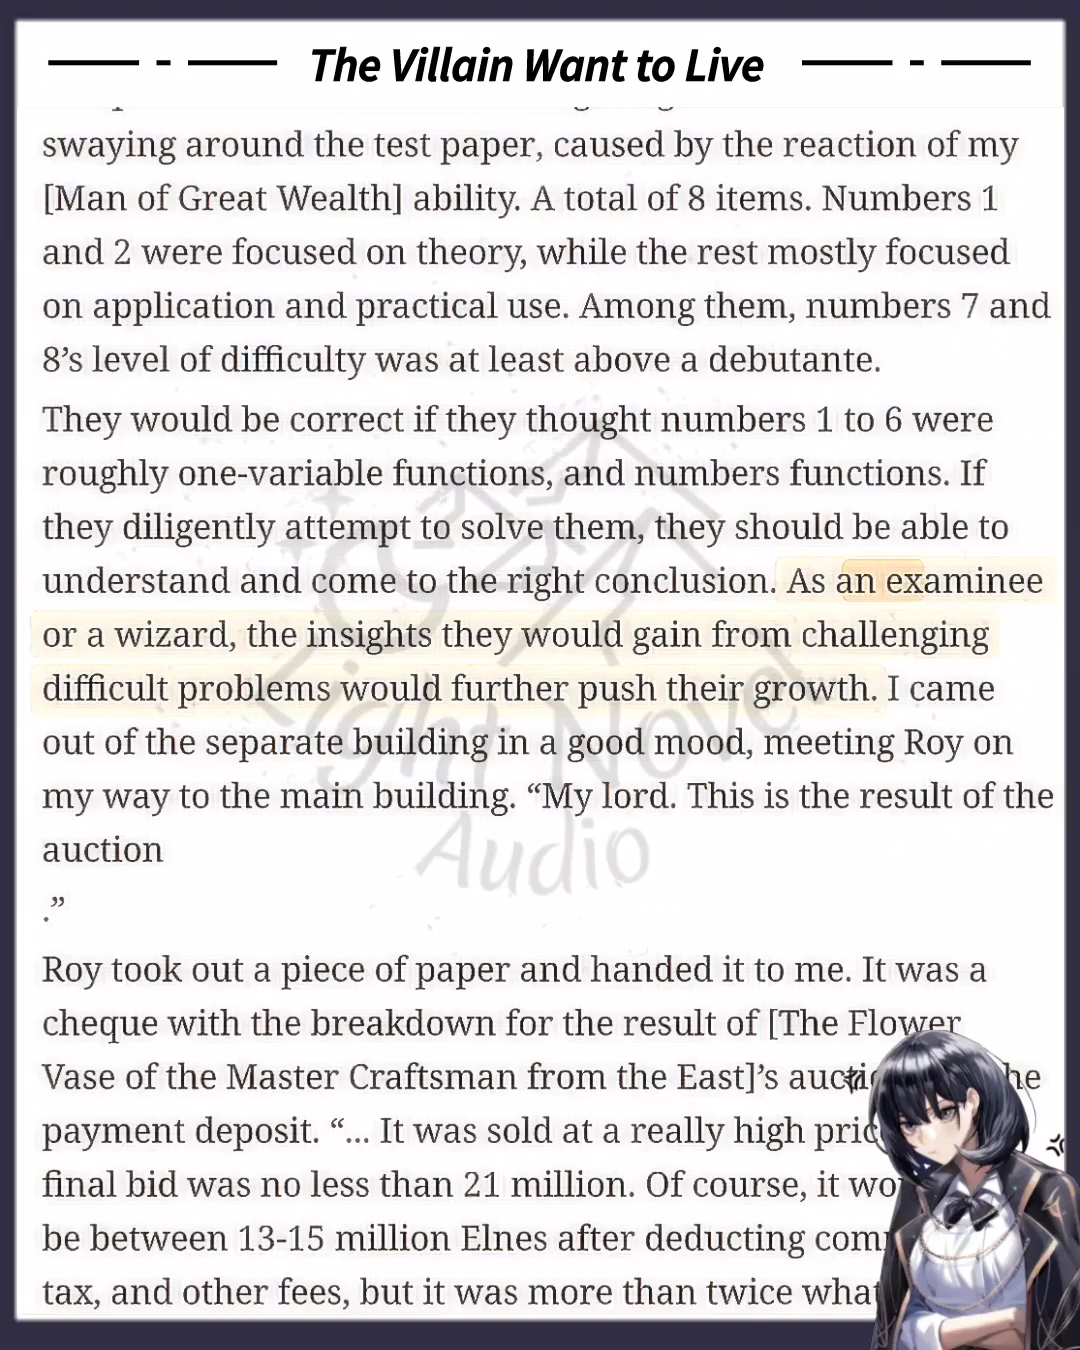 The Villain Want to Live
swaying around the test paper, caused by the reaction of my
[Man of Great Wealth] ability. A total of 8 items. Numbers 1
and 2 were focused on theory, while the rest mostly focused
on application and practical use. Among them, numbers 7 and
8’s level of difficulty was at least above a debutante.
They would be correct if they thought numbers 1 to 6 were
roughly one-variable functions, and numbers functions. If
they diligently attempt to solve them, they should be able to
understand and come to the right conclusion. As an examinee
or a wizard, the insights they would gain from challenging
difficult problems would further push their growth. I came
out of the separate building in a good mood, meeting Roy on
my way to the main building. “My lord. This is the result of the
auction
.”
Roy took out a piece of paper and handed it to me. It was a
cheque with the breakdown for the result of [The Flower
Vase of the Master Craftsman from the East]’s
payment deposit. “... It was sold at a really high
final bid was no less than 21 million. Of course, it
be between 13-15 million Elnes after deducting
tax, and other fees, but it was more than twice what
Light Novel
Audio